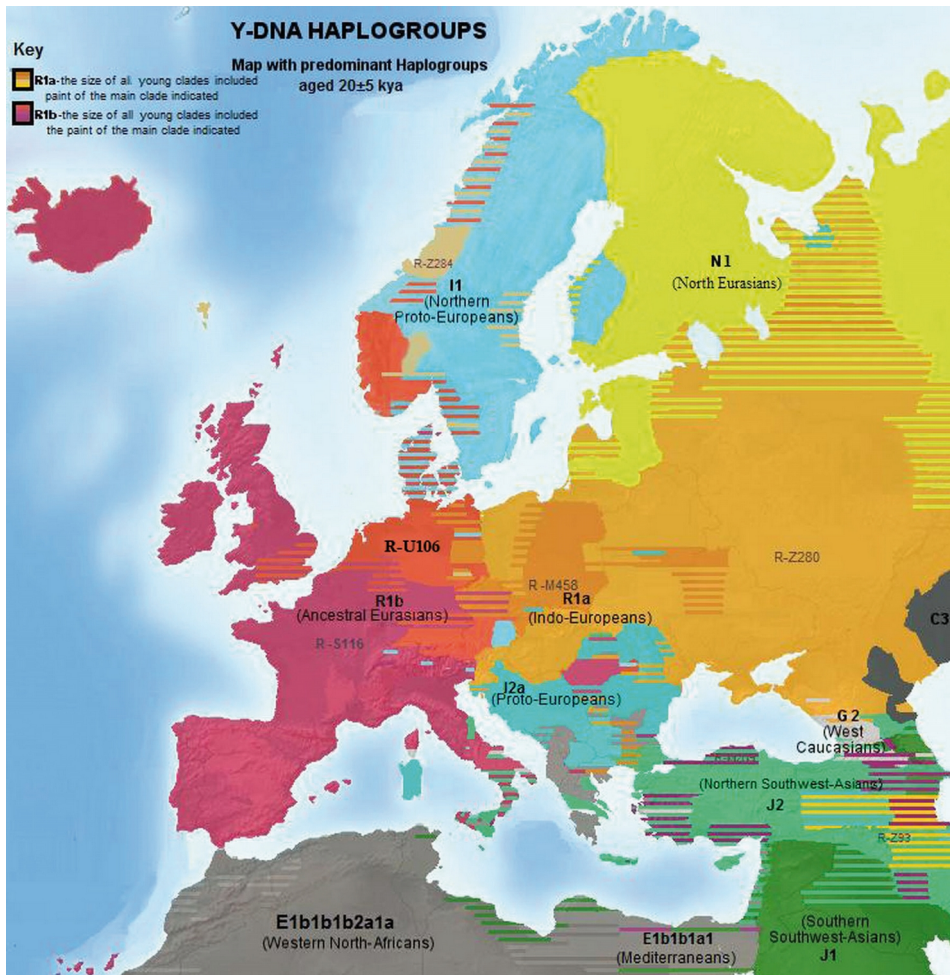 Y-DNA HAPLOGROUPS
Map with predominant Haplogroups
aged 20±5 kya
Key
R1a-the size of all young clades included
paint of the main clade indicated
R1b-the size of all young clades included
the paint of the main clade indicated
R-Z284
I1
(Northern
Proto-Europeans)
N1
(North Eurasians)
R-U106
R-Z280
R-M458
R1b
(Ancestral Eurasians)
R1a
(Indo-Europeans)
C3
R-S116
I2a
(Proto-Europeans)
G 2
(West
Caucasians)
(Northern Southwest-Asians)
J2
R-Z93
E1b1b1b2a1a
(Western North-Africans)
E1b1b1a1
(Mediterraneans)
(Southern
Southwest-Asians)
J1